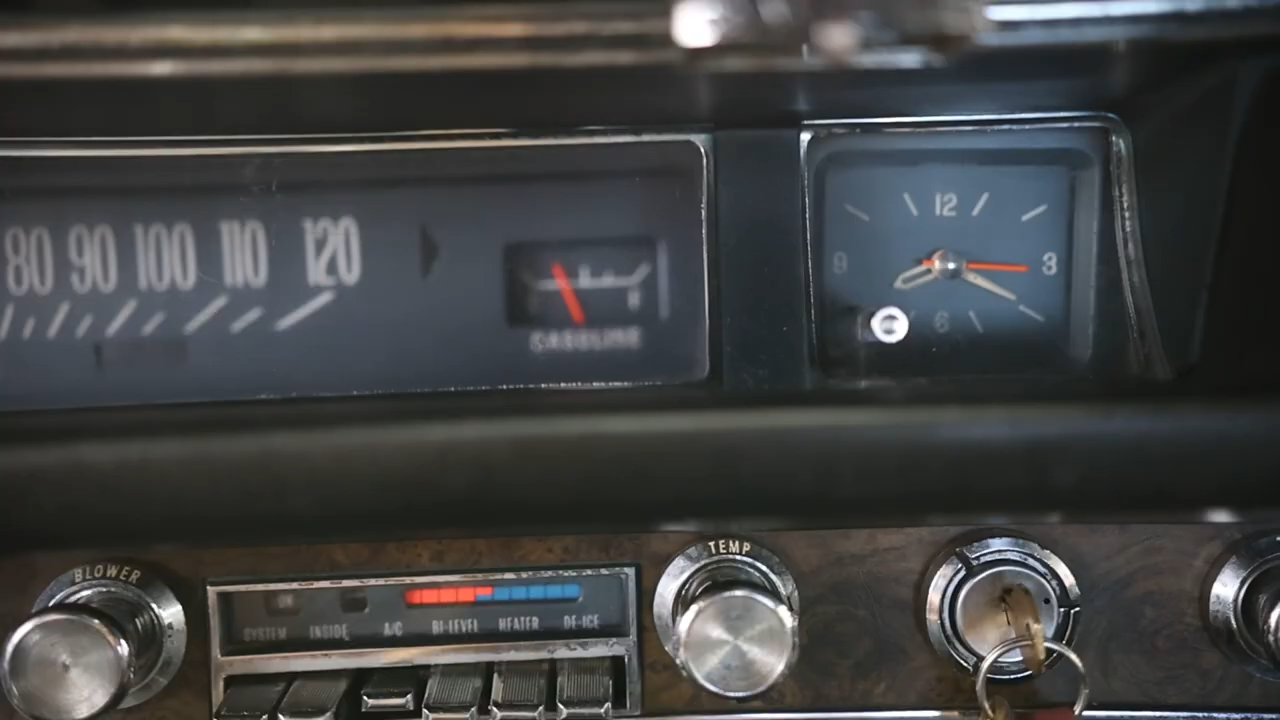 80 90 100 110 120
GASOLINE
12
9
3
6
BLOWER
SYSTEM INSIDE A/C BI-LEVEL HEATER DE-ICE
TEMP